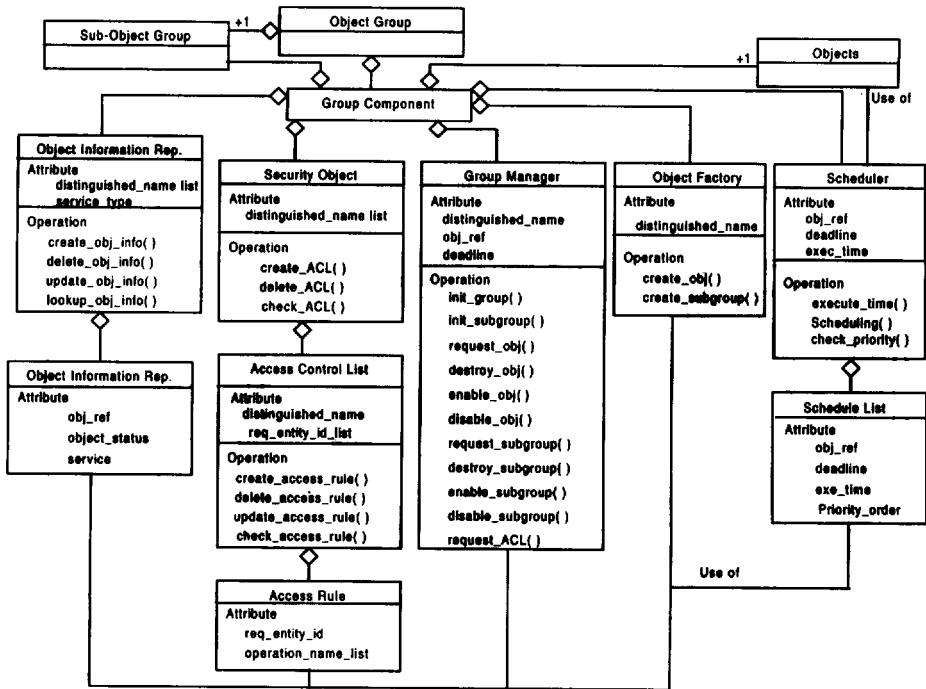 Object Group
+1
Sub-Object Group
+1
Objects
Group Component
Use of
Object Information Rep.
Attribute
distinguished_name list
service_type
Operation
create_obj_info( )
delete_obj_info( )
update_obj_info( )
lookup_obj_info( )
Security Object
Attribute
distinguished_name list
Operation
create_ACL( )
delete_ACL( )
check_ACL( )
Group Manager
Attribute
distinguished_name
obj_ref
deadline
Operation
init_group( )
init_subgroup( )
request_obj( )
destroy_obj( )
enable_obj( )
disable_obj( )
request_subgroup( )
destroy_subgroup( )
enable_subgroup( )
disable_subgroup( )
request_ACL( )
Object Factory
Attribute
distinguished_name
Operation
create_obj( )
create_subgroup( )
Scheduler
Attribute
obj_ref
deadline
exec_time
Operation
execute_time( )
Scheduling( )
check_priority( )
Object Information Rep.
Attribute
obj_ref
object_status
service
Access Control List
Attribute
distinguished_name
req_entity_id_list
Operation
create_access_rule( )
delete_access_rule( )
update_access_rule( )
check_access_rule( )
Schedule List
Attribute
obj_ref
deadline
exe_time
Priority_order
Use of
Access Rule
Attribute
req_entity_id
operation_name_list